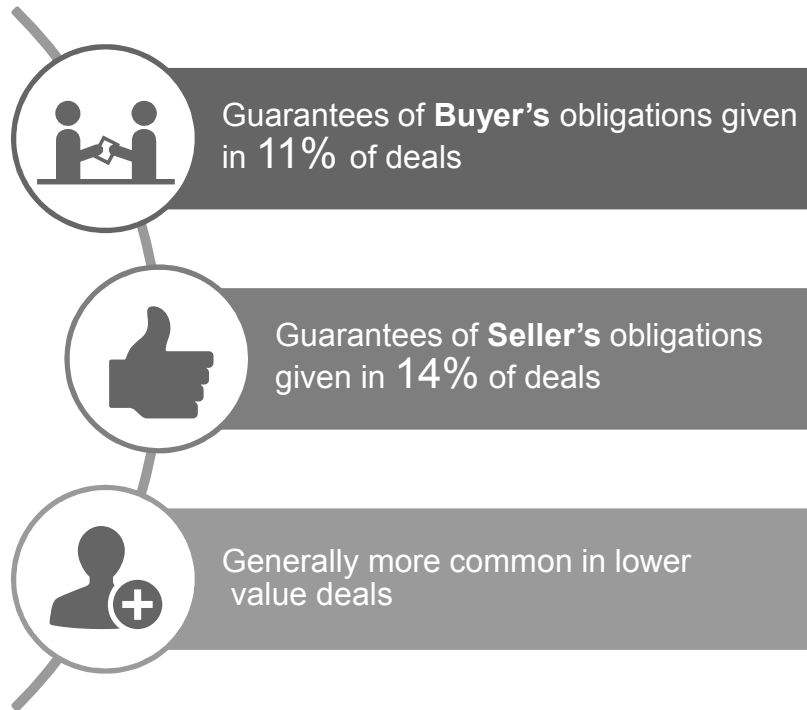 Guarantees of Buyer’s obligations given
in 11% of deals
Guarantees of Seller’s obligations
given in 14% of deals
Generally more common in lower
value deals